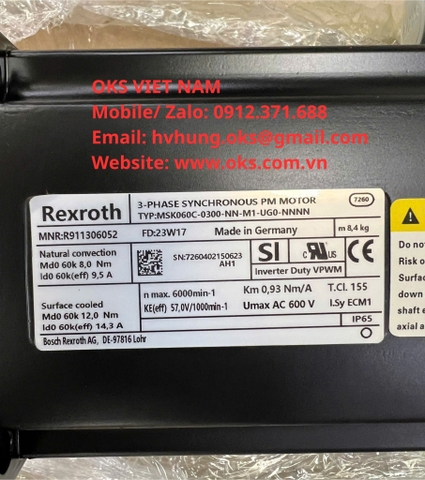 OKS VIET NAM
Mobile/ Zalo: 0912.371.688
Email: hvhung.oks@gmail.com
Website: www.oks.com.vn
Rexroth
3-PHASE SYNCHRONOUS PM MOTOR
7260
TYP:MSK060C-0300-NN-M1-UG0-NNNN
MNR:R911306052
FD:23W17
Made in Germany
m 8,4 kg
Natural convection
Md0 60k 8,0 Nm
Id0 60k(eff) 9,5 A
SN:7260402150623
AH1
SI
Inverter Duty VPWM
c RU US
CE
Surface cooled
Md0 60k 12,0 Nm
Id0 60k(eff) 14,3 A
n max. 6000min-1
Km 0,93 Nm/A
T.Cl. 155
KE(eff) 57,0V/1000min-1
Umax AC 600 V
I.Sy ECM1
IP65
Bosch Rexroth AG, DE-97816 Lohr
Do no
Risk o
Surface
down
shaft e
axial a